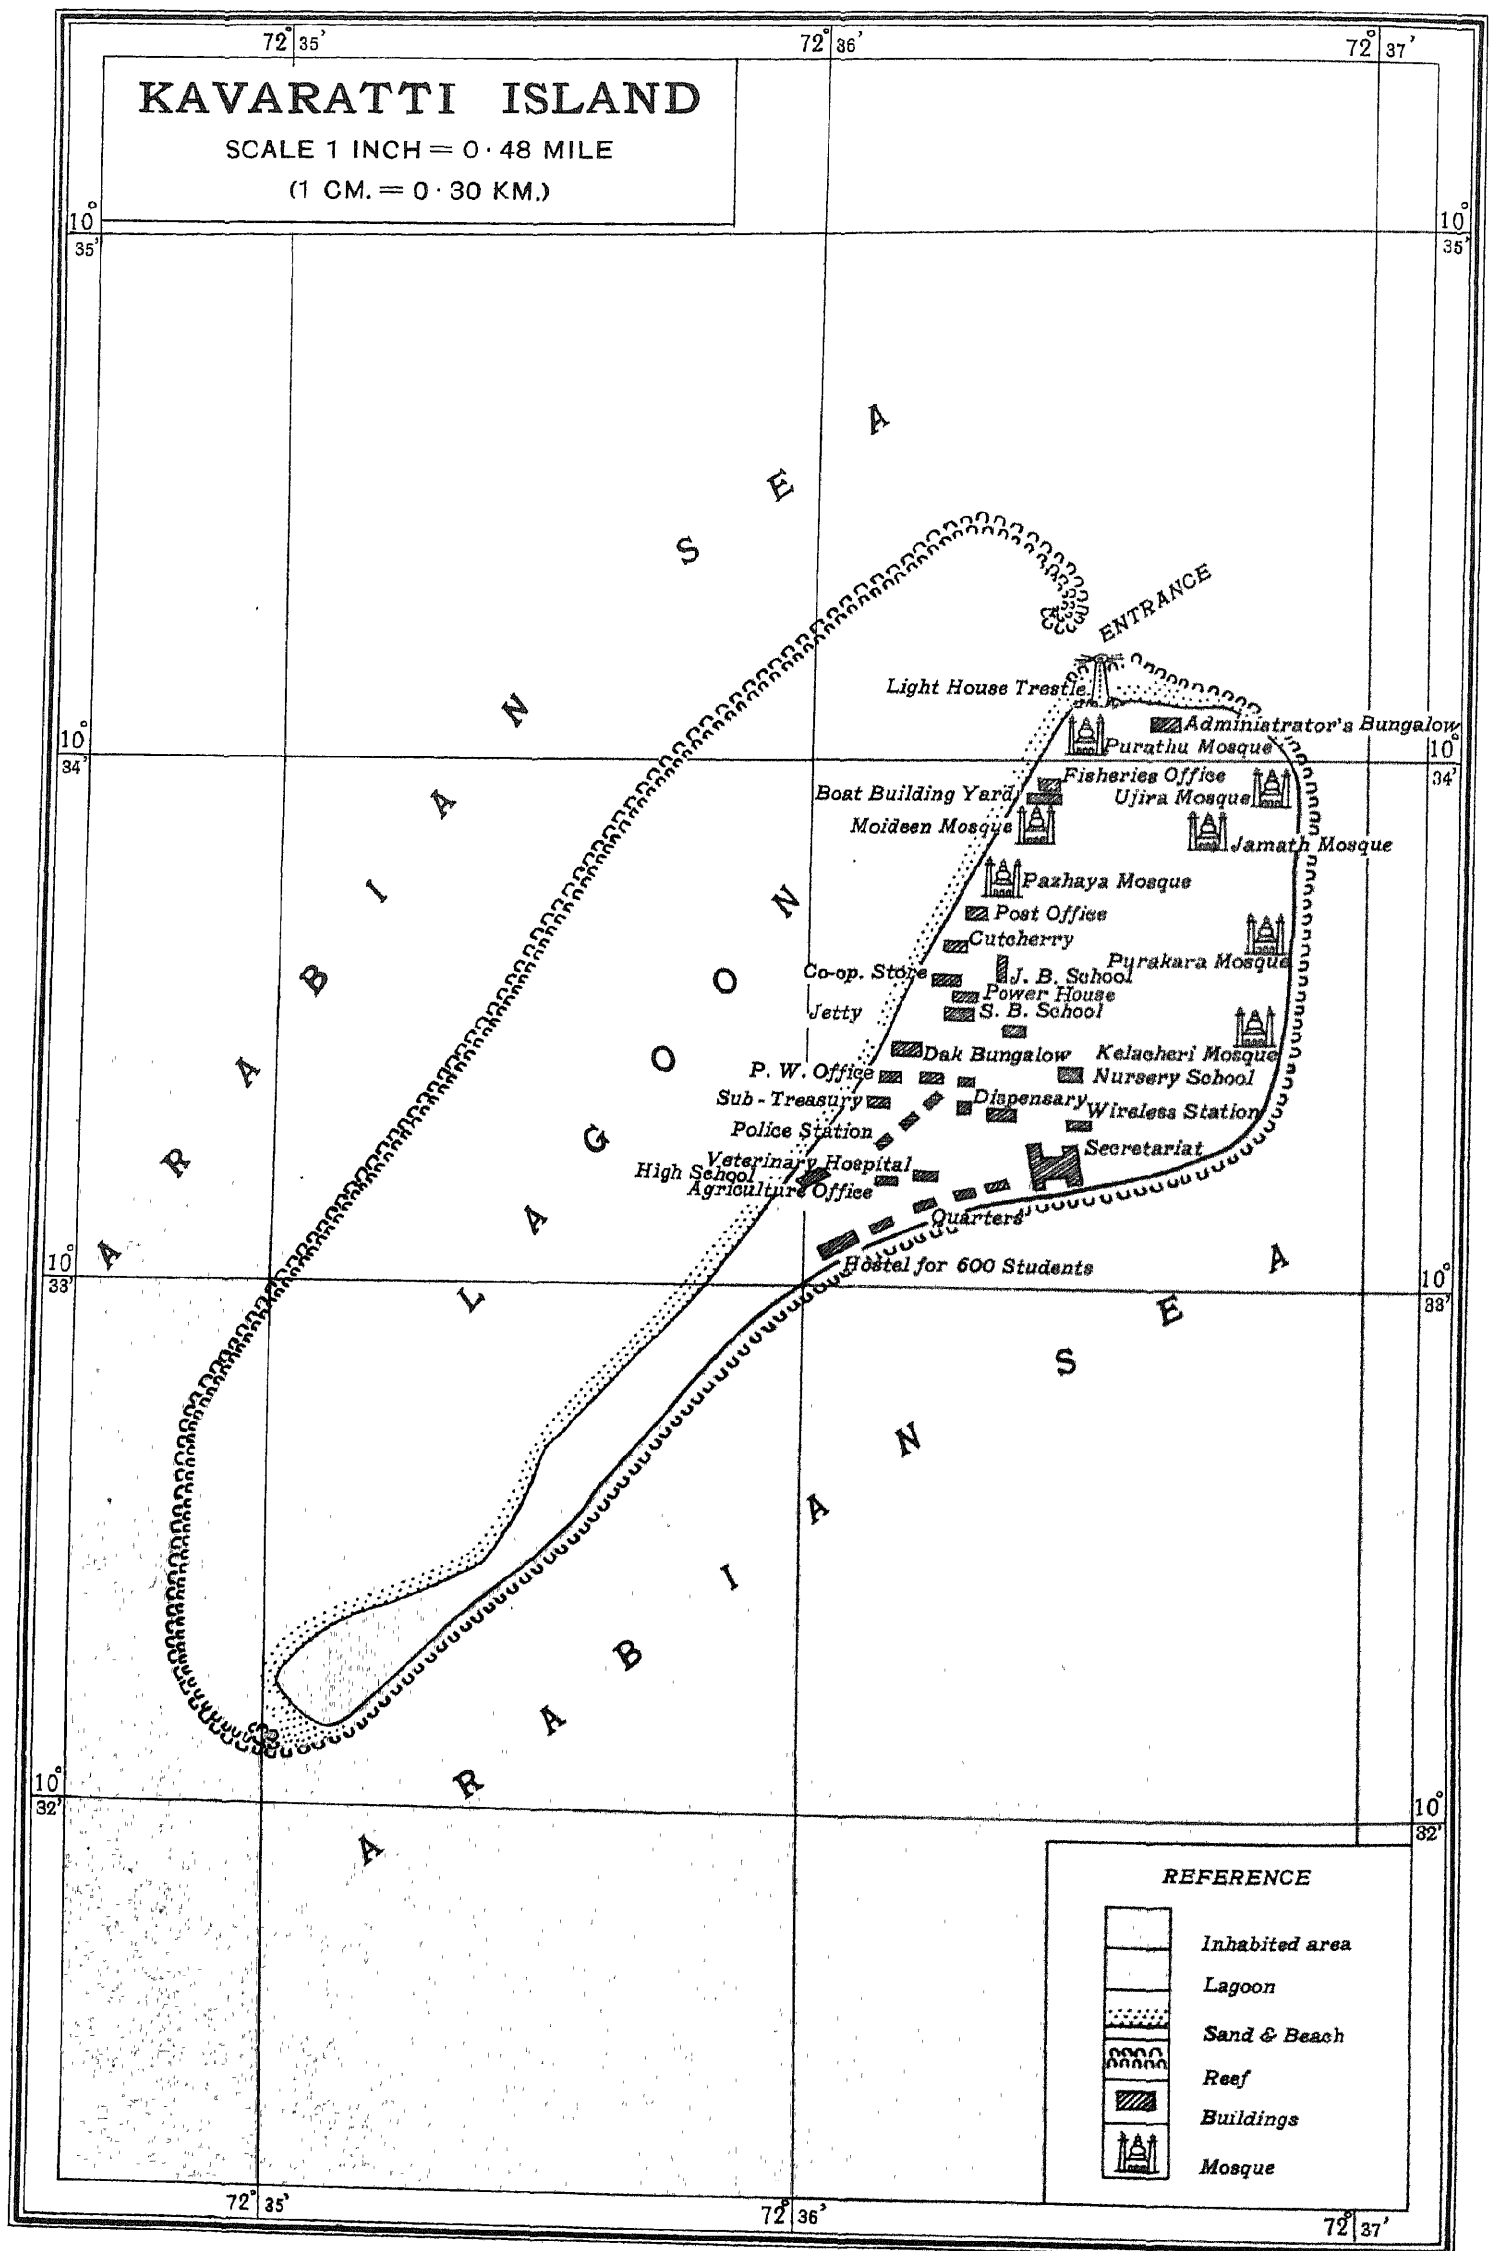 72° 35'
72° 36'
72° 37'
KAVARATTI ISLAND
SCALE 1 INCH = 0·48 MILE
(1 CM. = 0·30 KM.)
10° 35'
10° 35'
ARABIAN SEA
ENTRANCE
Light House Trestle
Administrator's Bungalow
Purathu Mosque
10° 34'
10° 34'
Fisheries Office
Boat Building Yard
Ujira Mosque
Moideen Mosque
Jamath Mosque
Pazhaya Mosque
Post Office
Cutcherry
Purakara Mosque
Co-op. Store
J. B. School
Power House
Jetty
S. B. School
Dak Bungalow
Kelacheri Mosque
P. W. Office
Nursery School
Sub-Treasury
Dispensary
Wireless Station
Police Station
Secretariat
Veterinary Hospital
High School
Agriculture Office
Quarters
Hostel for 600 Students
LAGOON
10° 33'
10° 33'
ARABIAN SEA
10° 32'
10° 32'
REFERENCE
Inhabited area
Lagoon
Sand & Beach
Reef
Buildings
Mosque
72° 35'
72° 36'
72° 37'